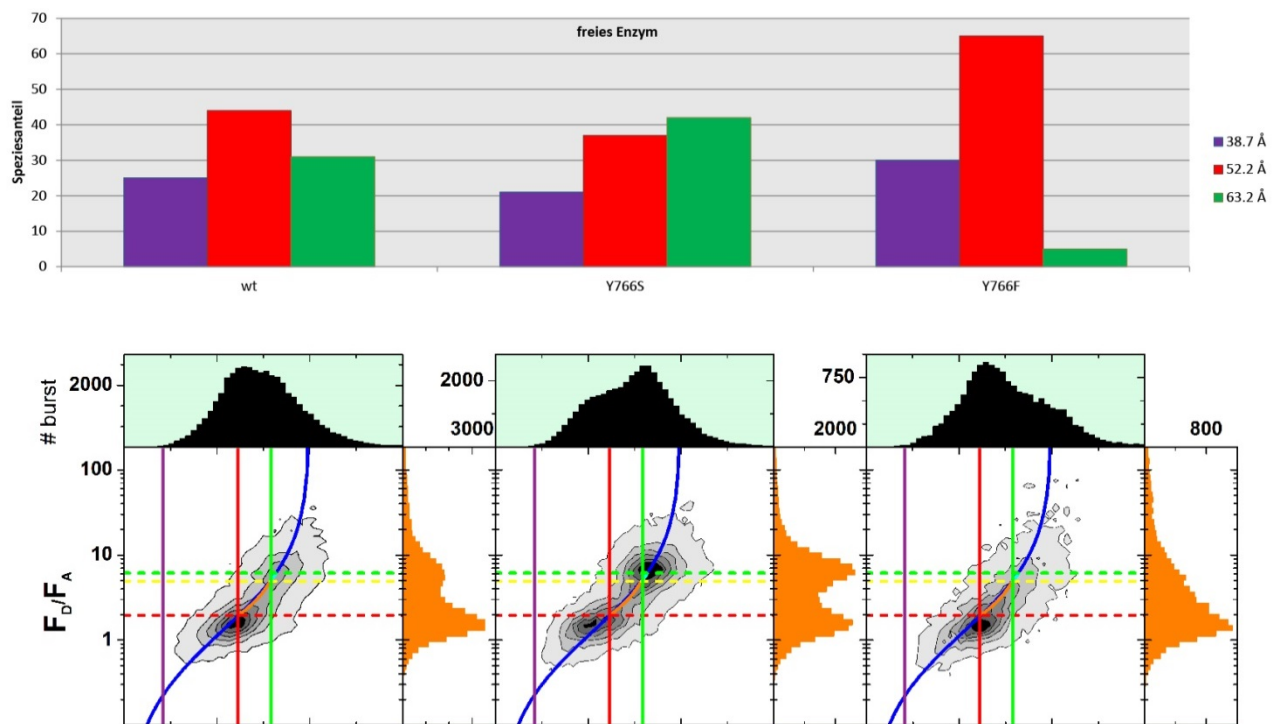 70
freies Enzym
60
50
40
30
20
10
0
Speziesanteil
38.7 Å
52.2 Å
63.2 Å
wt
Y766S
Y766F
# burst
2000
3000
2000
2000
750
800
F_D/F_A
100
10
1